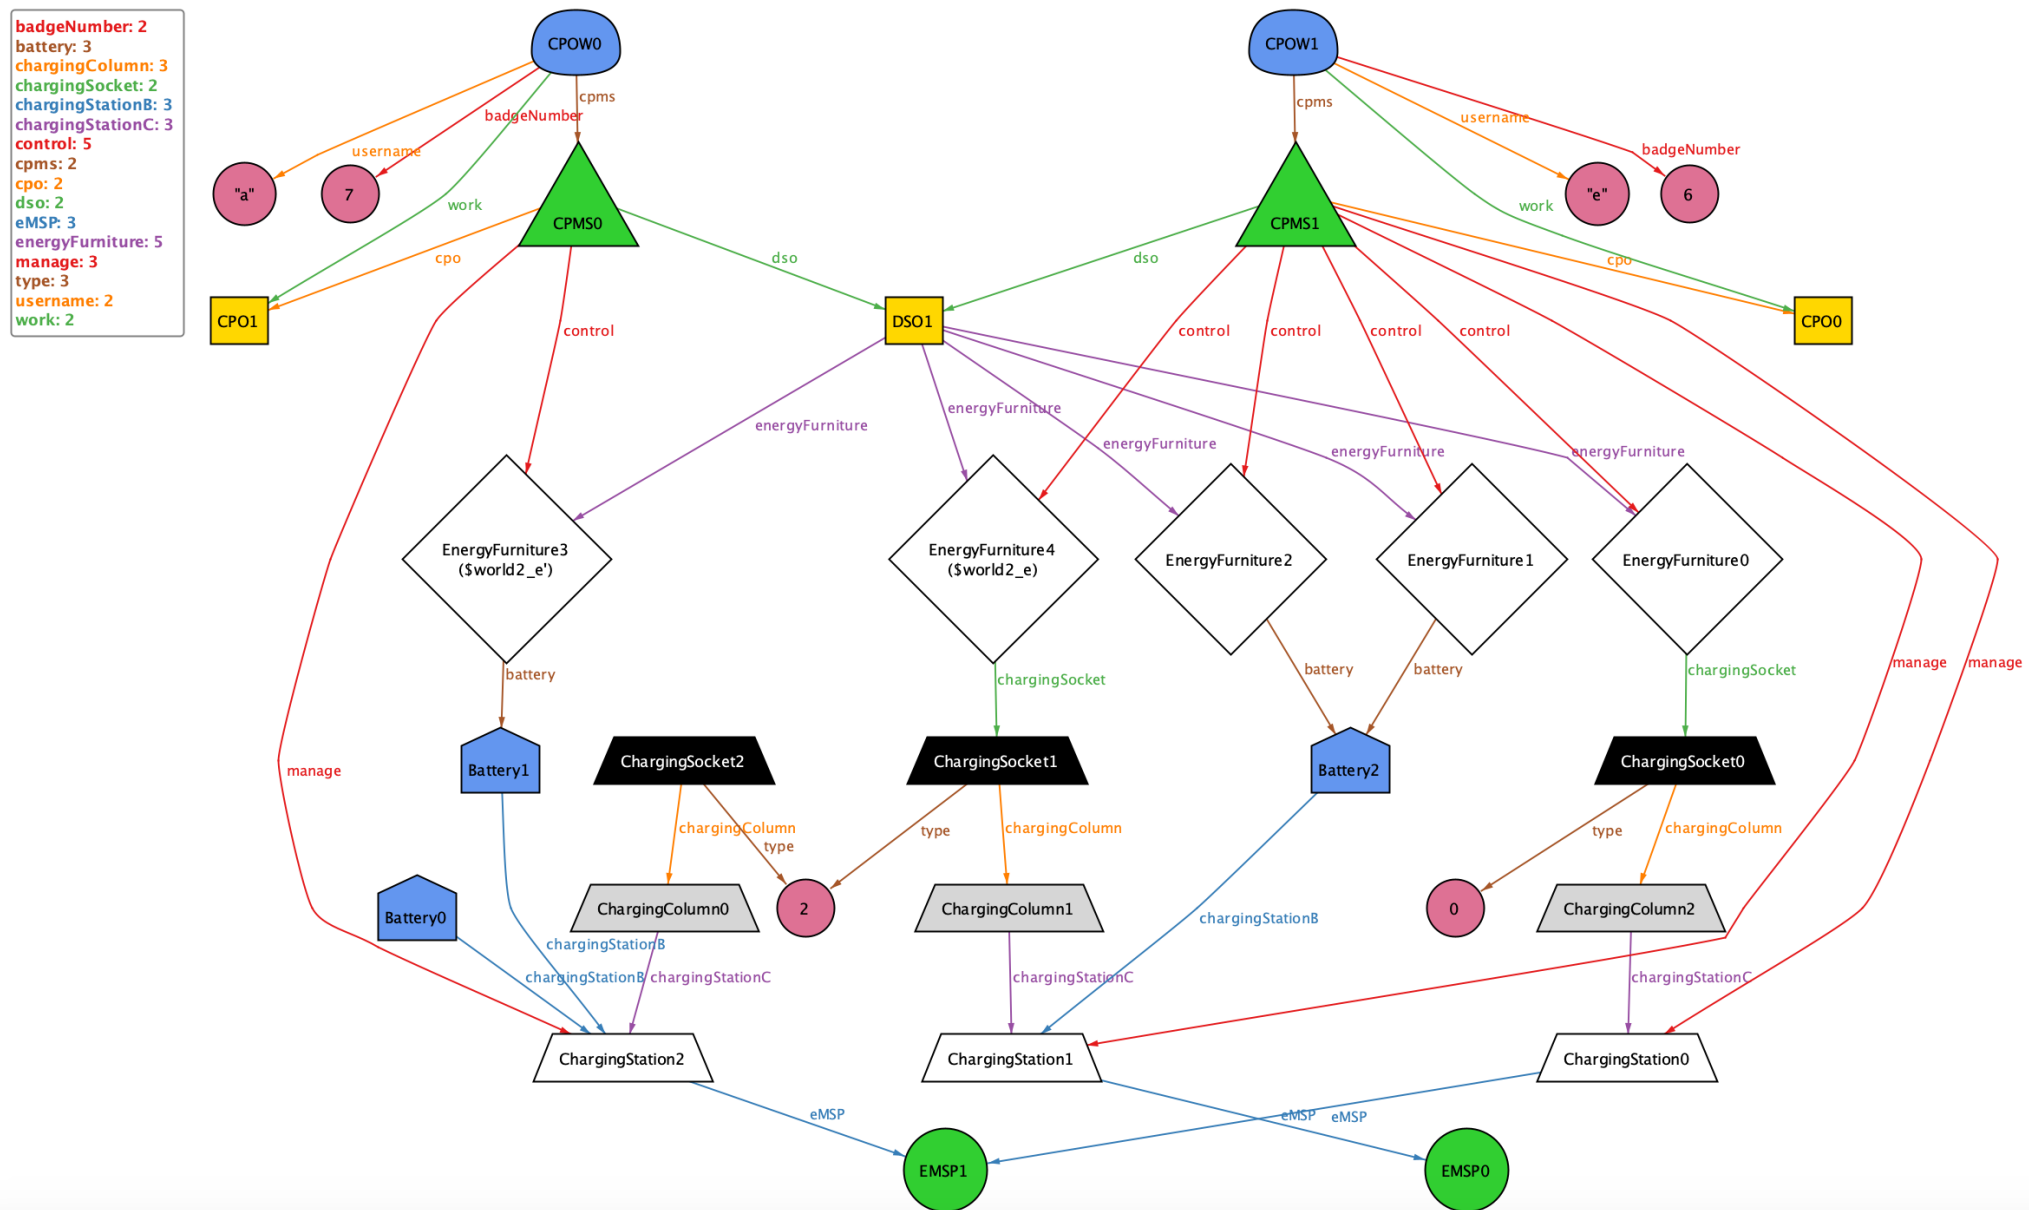 badgeNumber: 2
battery: 3
chargingColumn: 3
chargingSocket: 2
chargingStationB: 3
chargingStationC: 3
control: 5
cpms: 2
cpo: 2
dso: 2
eMSP: 3
energyFurniture: 5
manage: 3
type: 3
username: 2
work: 2
CPOW0
CPOW1
cpms
cpms
badgeNumber
username
username
badgeNumber
"a"
7
"e"
6
work
work
CPMS0
CPMS1
cpo
dso
dso
cpo
CPO1
DSO1
CPO0
control
control
control
control
control
energyFurniture
energyFurniture
energyFurniture
energyFurniture
energyFurniture
EnergyFurniture3
($world2_e')
EnergyFurniture4
($world2_e)
EnergyFurniture2
EnergyFurniture1
EnergyFurniture0
battery
chargingSocket
battery
battery
chargingSocket
manage
manage
manage
Battery1
ChargingSocket2
ChargingSocket1
Battery2
ChargingSocket0
chargingColumn
type
type
chargingColumn
type
chargingColumn
Battery0
ChargingColumn0
2
ChargingColumn1
chargingStationB
0
ChargingColumn2
chargingStationB
chargingStationB
chargingStationC
chargingStationC
chargingStationC
ChargingStation2
ChargingStation1
ChargingStation0
eMSP
eMSP
eMSP
EMSP1
EMSP0